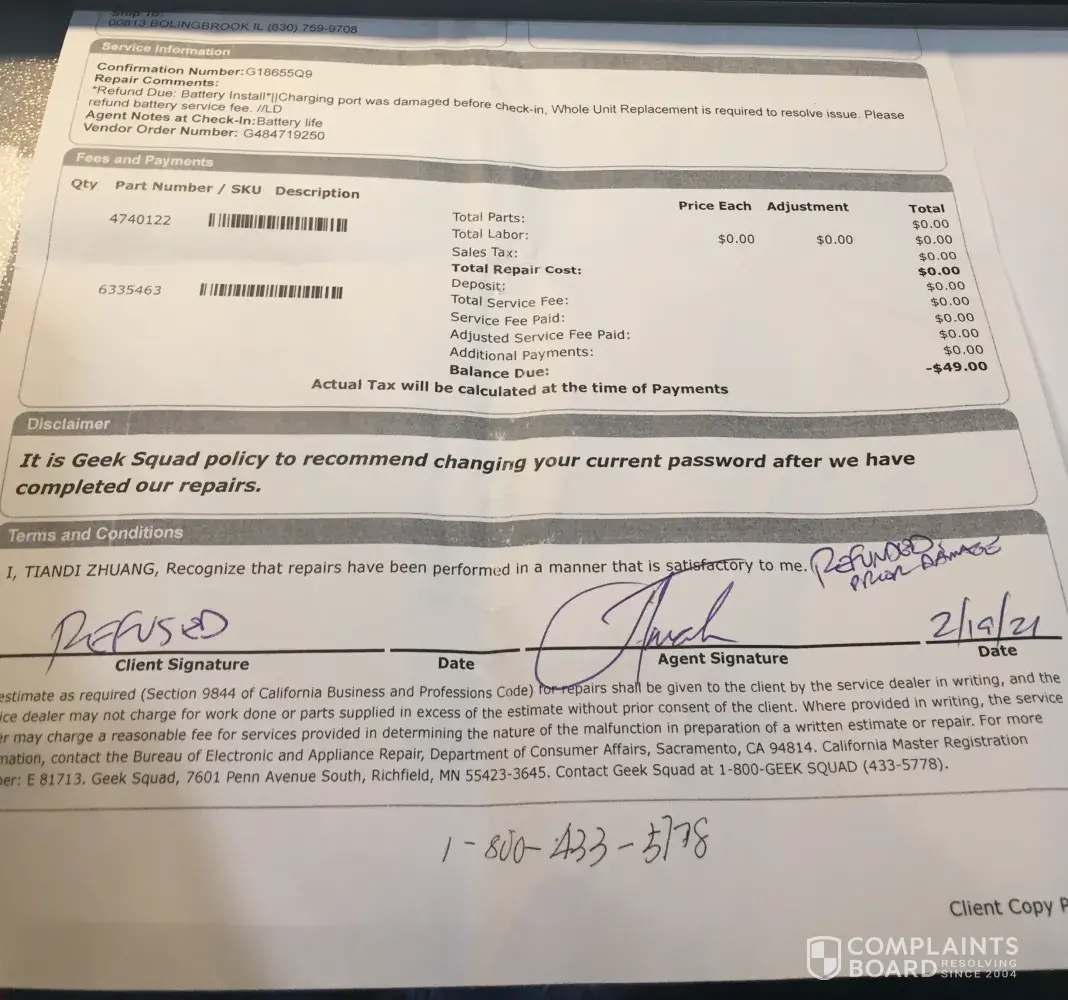 Ship To:
00813 BOLINGBROOK IL (630) 759-9708
Service Information
Confirmation Number:G18655Q9
Repair Comments:
*Refund Due: Battery Install*||Charging port was damaged before check-in, Whole Unit Replacement is required to resolve issue. Please
refund battery service fee. //LD
Agent Notes at Check-In:Battery life
Vendor Order Number: G484719250
Fees and Payments
Qty Part Number / SKU Description
Price Each Adjustment Total
4740122
Total Parts: $0.00
Total Labor: $0.00 $0.00 $0.00
Sales Tax: $0.00
Total Repair Cost: $0.00
6335463
Deposit: $0.00
Total Service Fee: $0.00
Service Fee Paid: $0.00
Adjusted Service Fee Paid: $0.00
Additional Payments: $0.00
Balance Due: -$49.00
Actual Tax will be calculated at the time of Payments
Disclaimer
It is Geek Squad policy to recommend changing your current password after we have
completed our repairs.
Terms and Conditions
I, TIANDI ZHUANG, Recognize that repairs have been performed in a manner that is satisfactory to me.
REFUNDED
PRIOR DAMAGE
REFUSED
2/19/21
Client Signature Date Agent Signature Date
estimate as required (Section 9844 of California Business and Professions Code) for repairs shall be given to the client by the service dealer in writing, and the
ice dealer may not charge for work done or parts supplied in excess of the estimate without prior consent of the client. Where provided in writing, the service
er may charge a reasonable fee for services provided in determining the nature of the malfunction in preparation of a written estimate or repair. For more
mation, contact the Bureau of Electronic and Appliance Repair, Department of Consumer Affairs, Sacramento, CA 94814. California Master Registration
ber: E 81713. Geek Squad, 7601 Penn Avenue South, Richfield, MN 55423-3645. Contact Geek Squad at 1-800-GEEK SQUAD (433-5778).
1-800-433-5778
Client Copy P
COMPLAINTS
BOARD RESOLVING
SINCE 2004